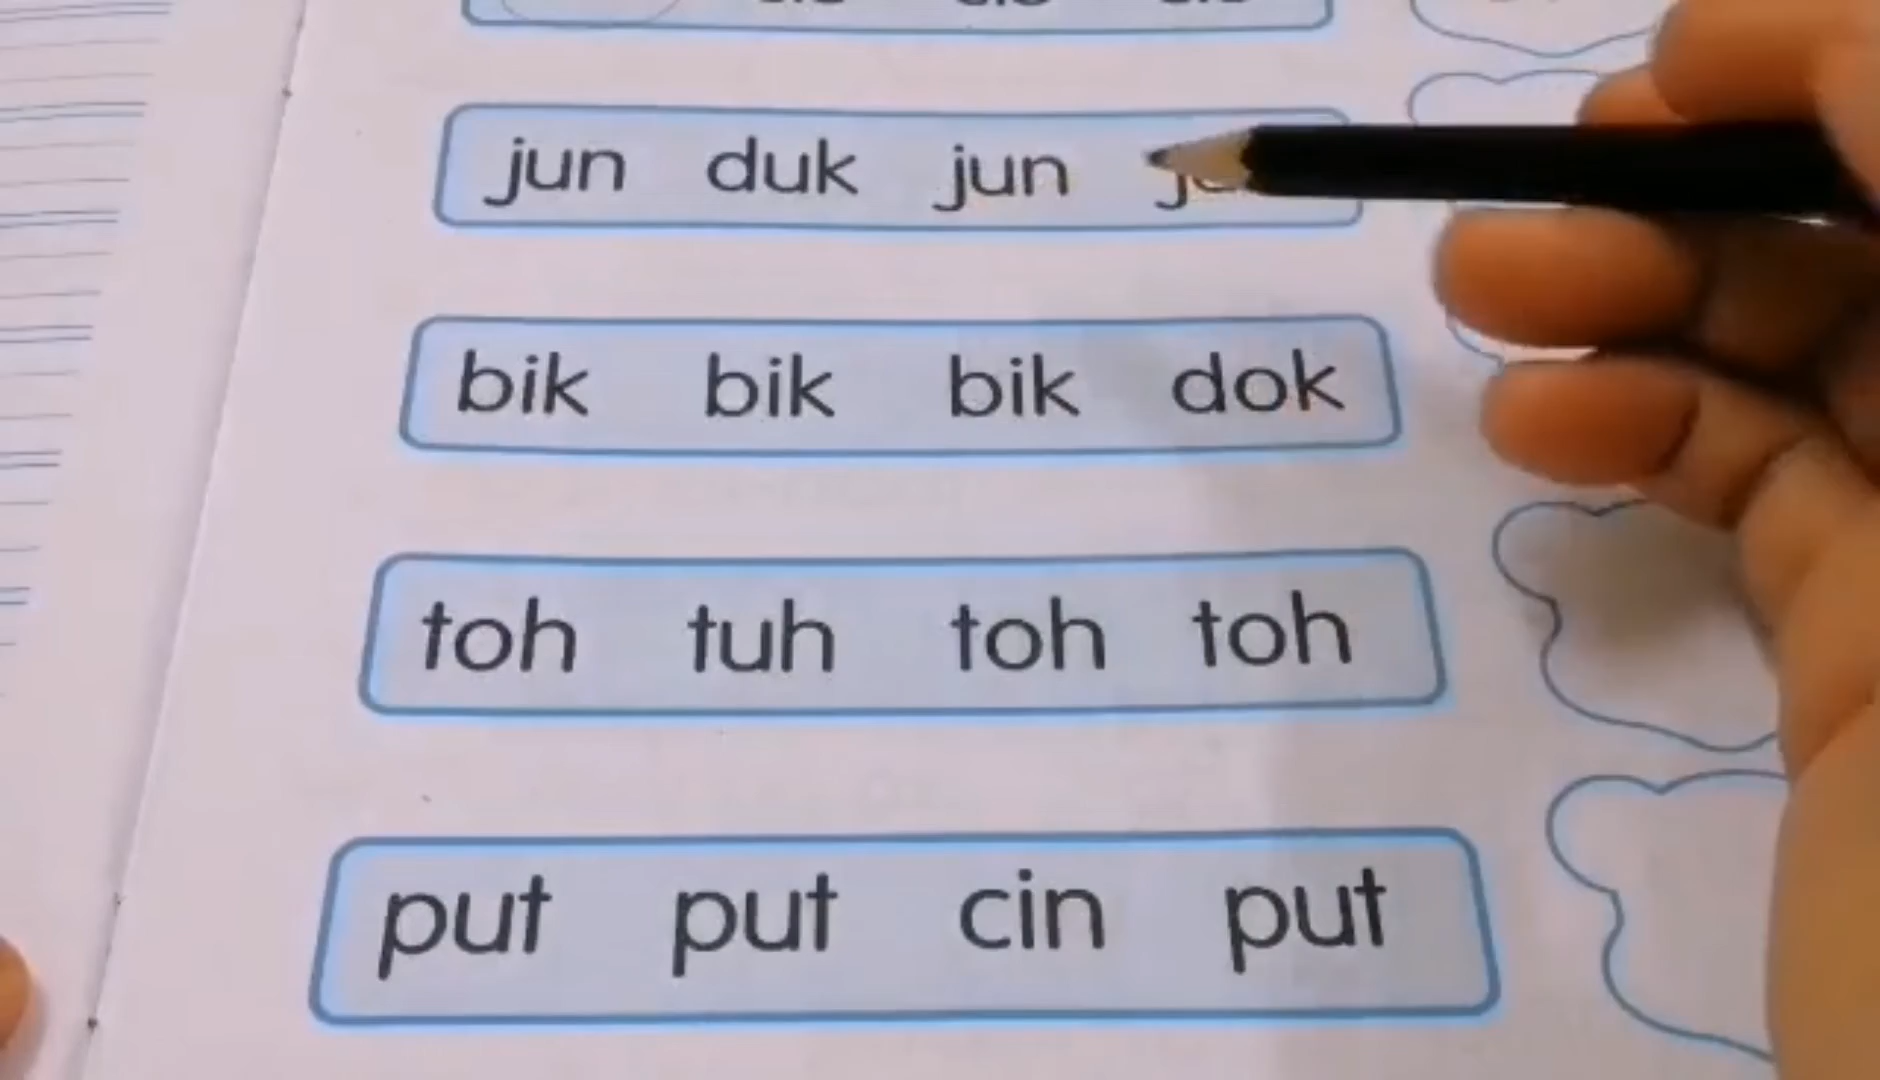 jun duk jun
bik bik bik dok
toh tuh toh toh
put put cin put